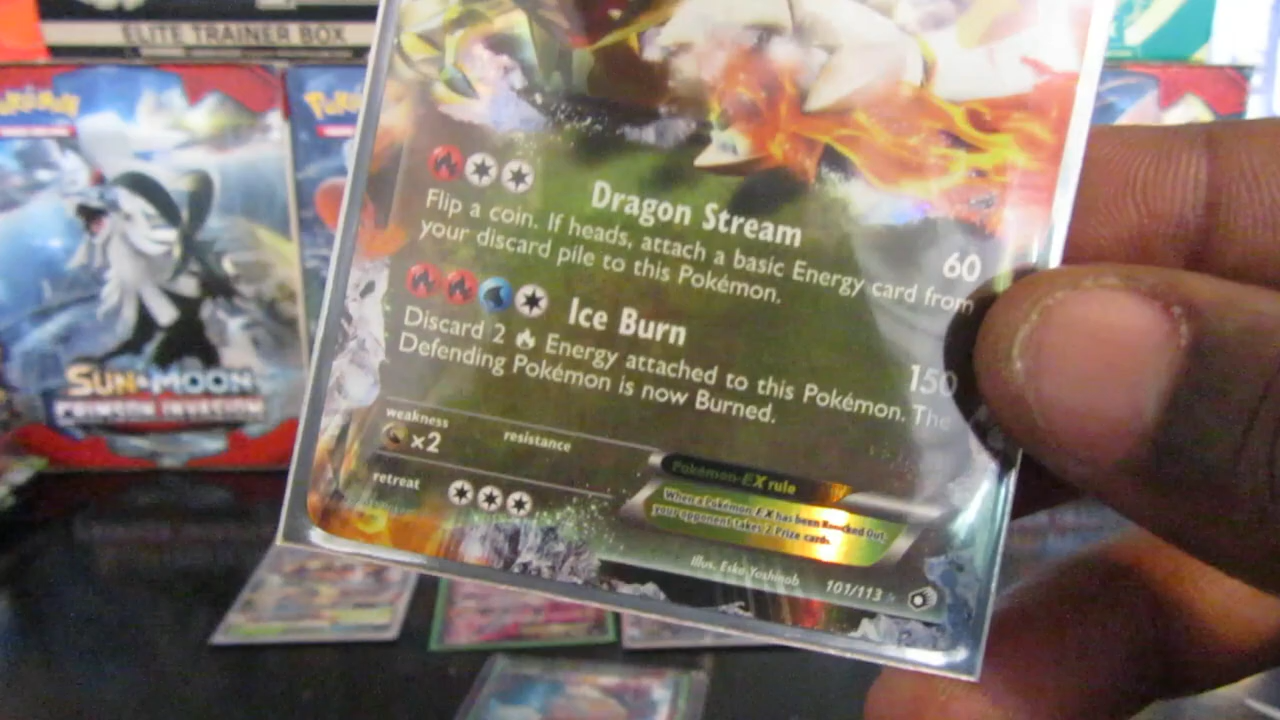 ELITE TRAINER BOX
Pokémon
Poké
SUN & MOON
CRIMSON INVASION
Dragon Stream
60
Flip a coin. If heads, attach a basic Energy card from
your discard pile to this Pokémon.
Ice Burn
150
Discard 2 Energy attached to this Pokémon. The
Defending Pokémon is now Burned.
weakness
x2
resistance
retreat
Pokémon-EX rule
When a Pokémon-EX has been Knocked Out,
your opponent takes 2 Prize cards.
Illus. Eske Yoshinob
101/113